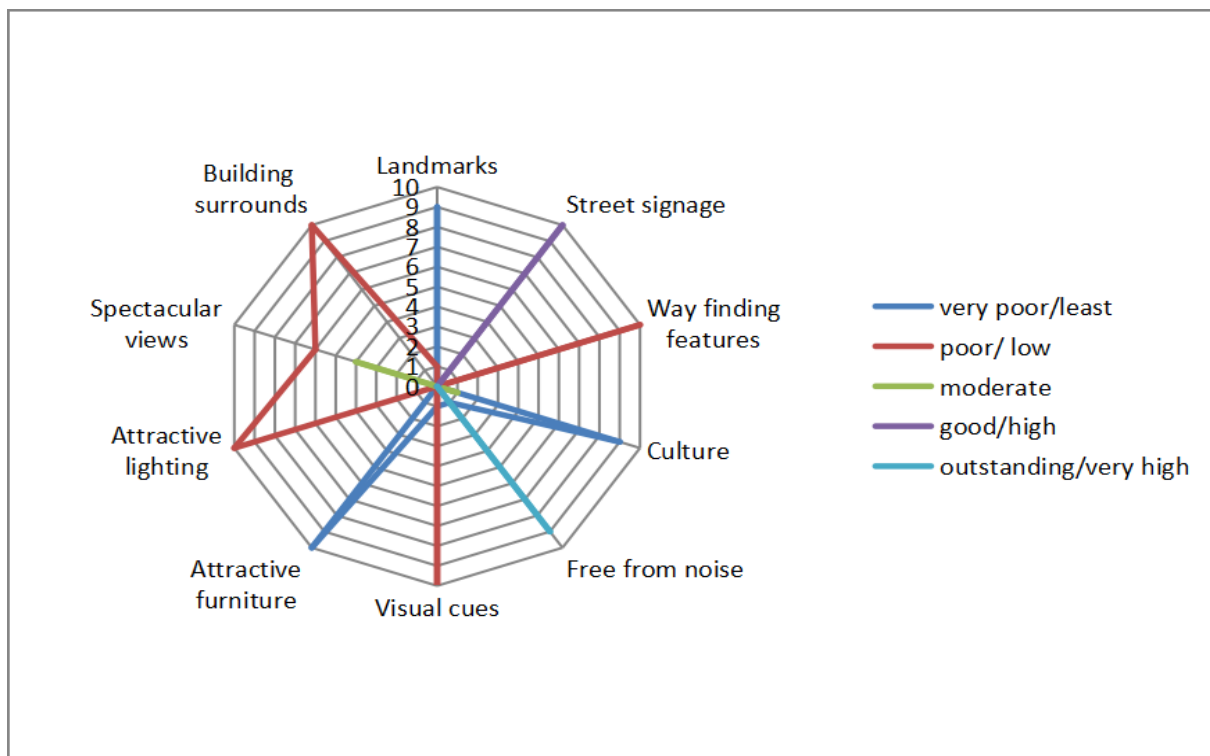 Landmarks
Building
surrounds
Street signage
Spectacular
views
Way finding
features
Attractive
lighting
Culture
Attractive
furniture
Visual cues
Free from noise
10
9
8
7
6
5
4
3
2
1
0
very poor/least
poor/ low
moderate
good/high
outstanding/very high